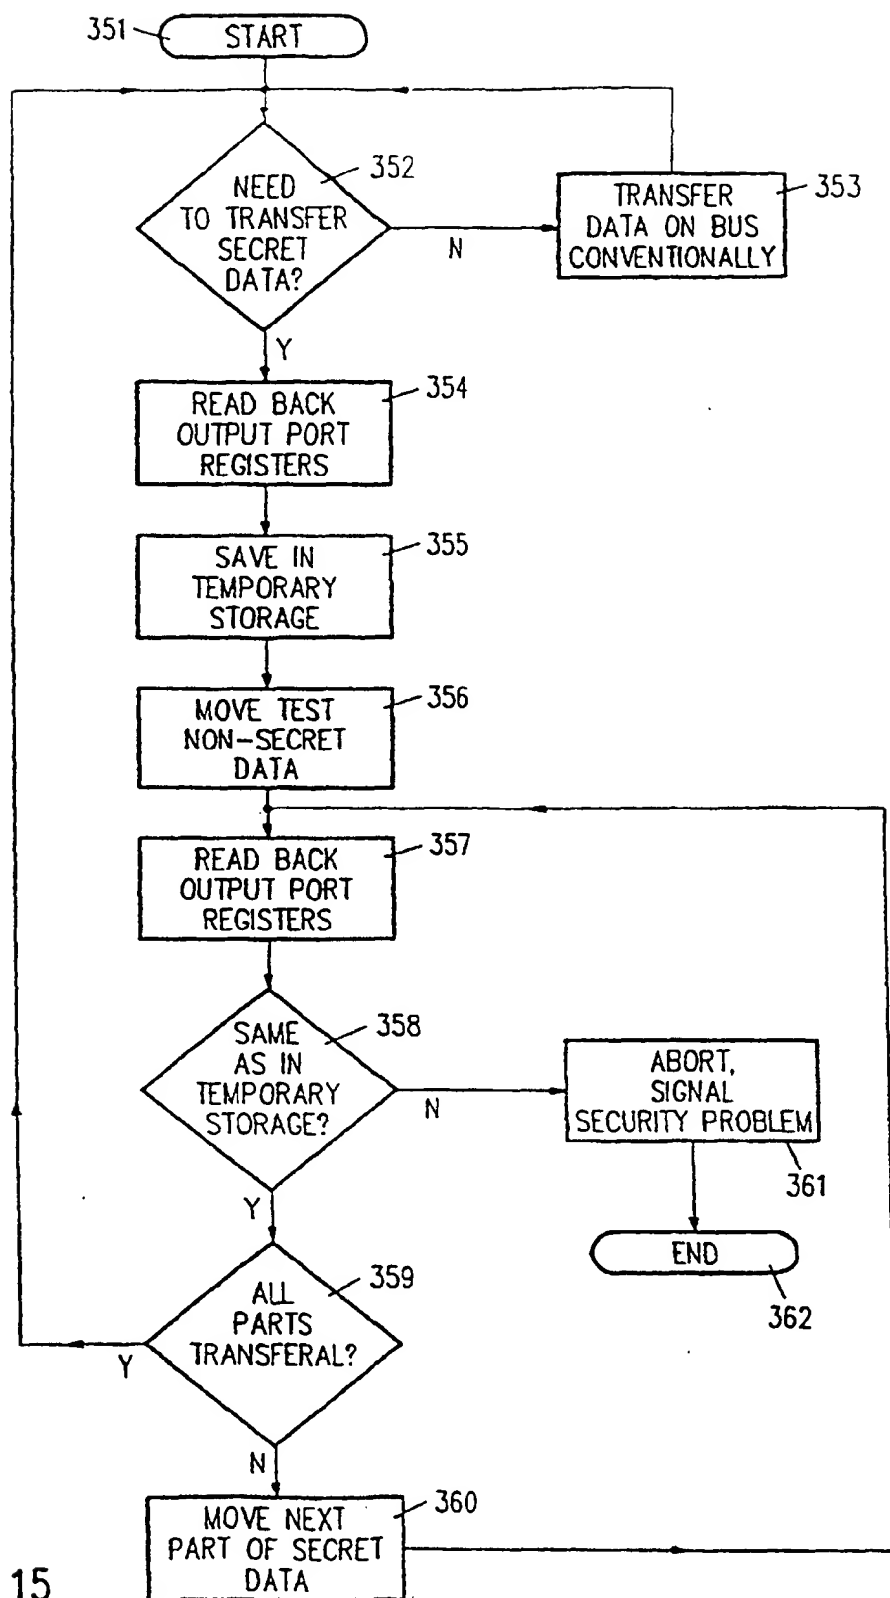 351
START
352
NEED
TO TRANSFER
SECRET
DATA?
N
TRANSFER
DATA ON BUS
CONVENTIONALLY
353
Y
354
READ BACK
OUTPUT PORT
REGISTERS
355
SAVE IN
TEMPORARY
STORAGE
356
MOVE TEST
NON-SECRET
DATA
357
READ BACK
OUTPUT PORT
REGISTERS
358
SAME
AS IN
TEMPORARY
STORAGE?
N
ABORT,
SIGNAL
SECURITY PROBLEM
361
Y
END
362
359
ALL
PARTS
TRANSFERAL?
Y
N
360
MOVE NEXT
PART OF SECRET
DATA
15